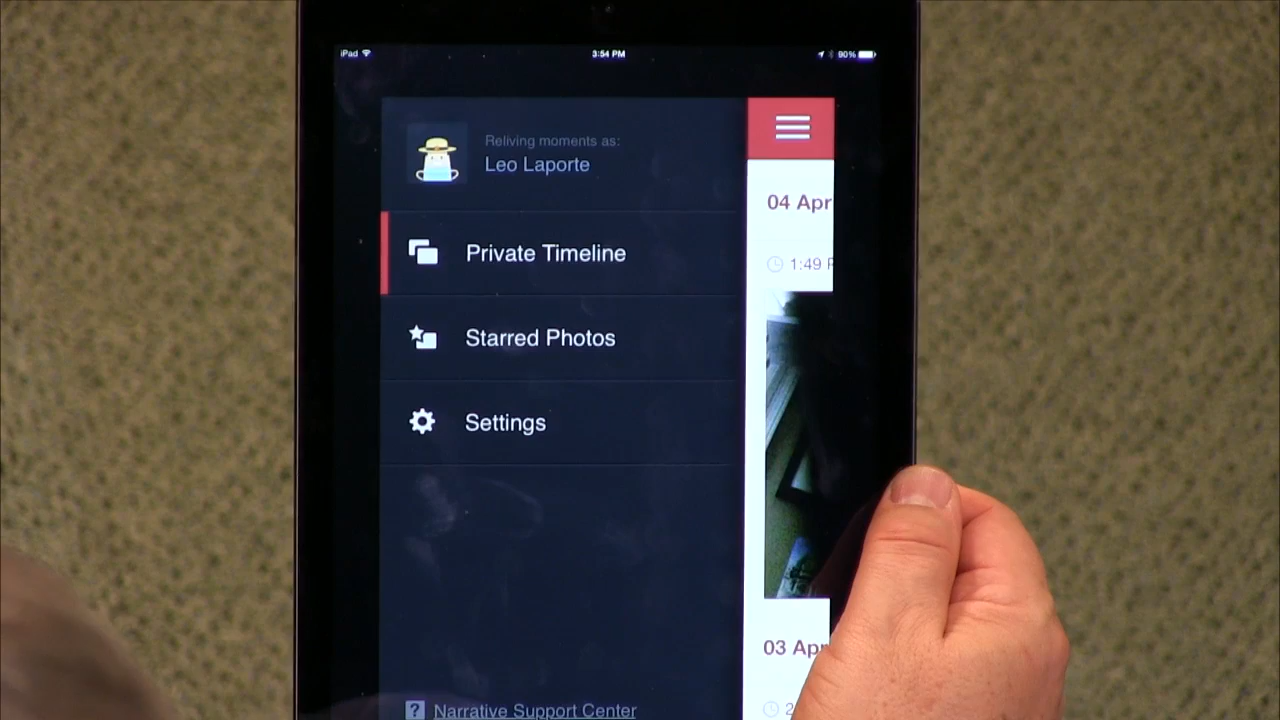 iPad 3:54 PM 90%
Reliving moments as:
Leo Laporte
Private Timeline
Starred Photos
Settings
? Narrative Support Center
04 Apr
1:49
03 Apr
2